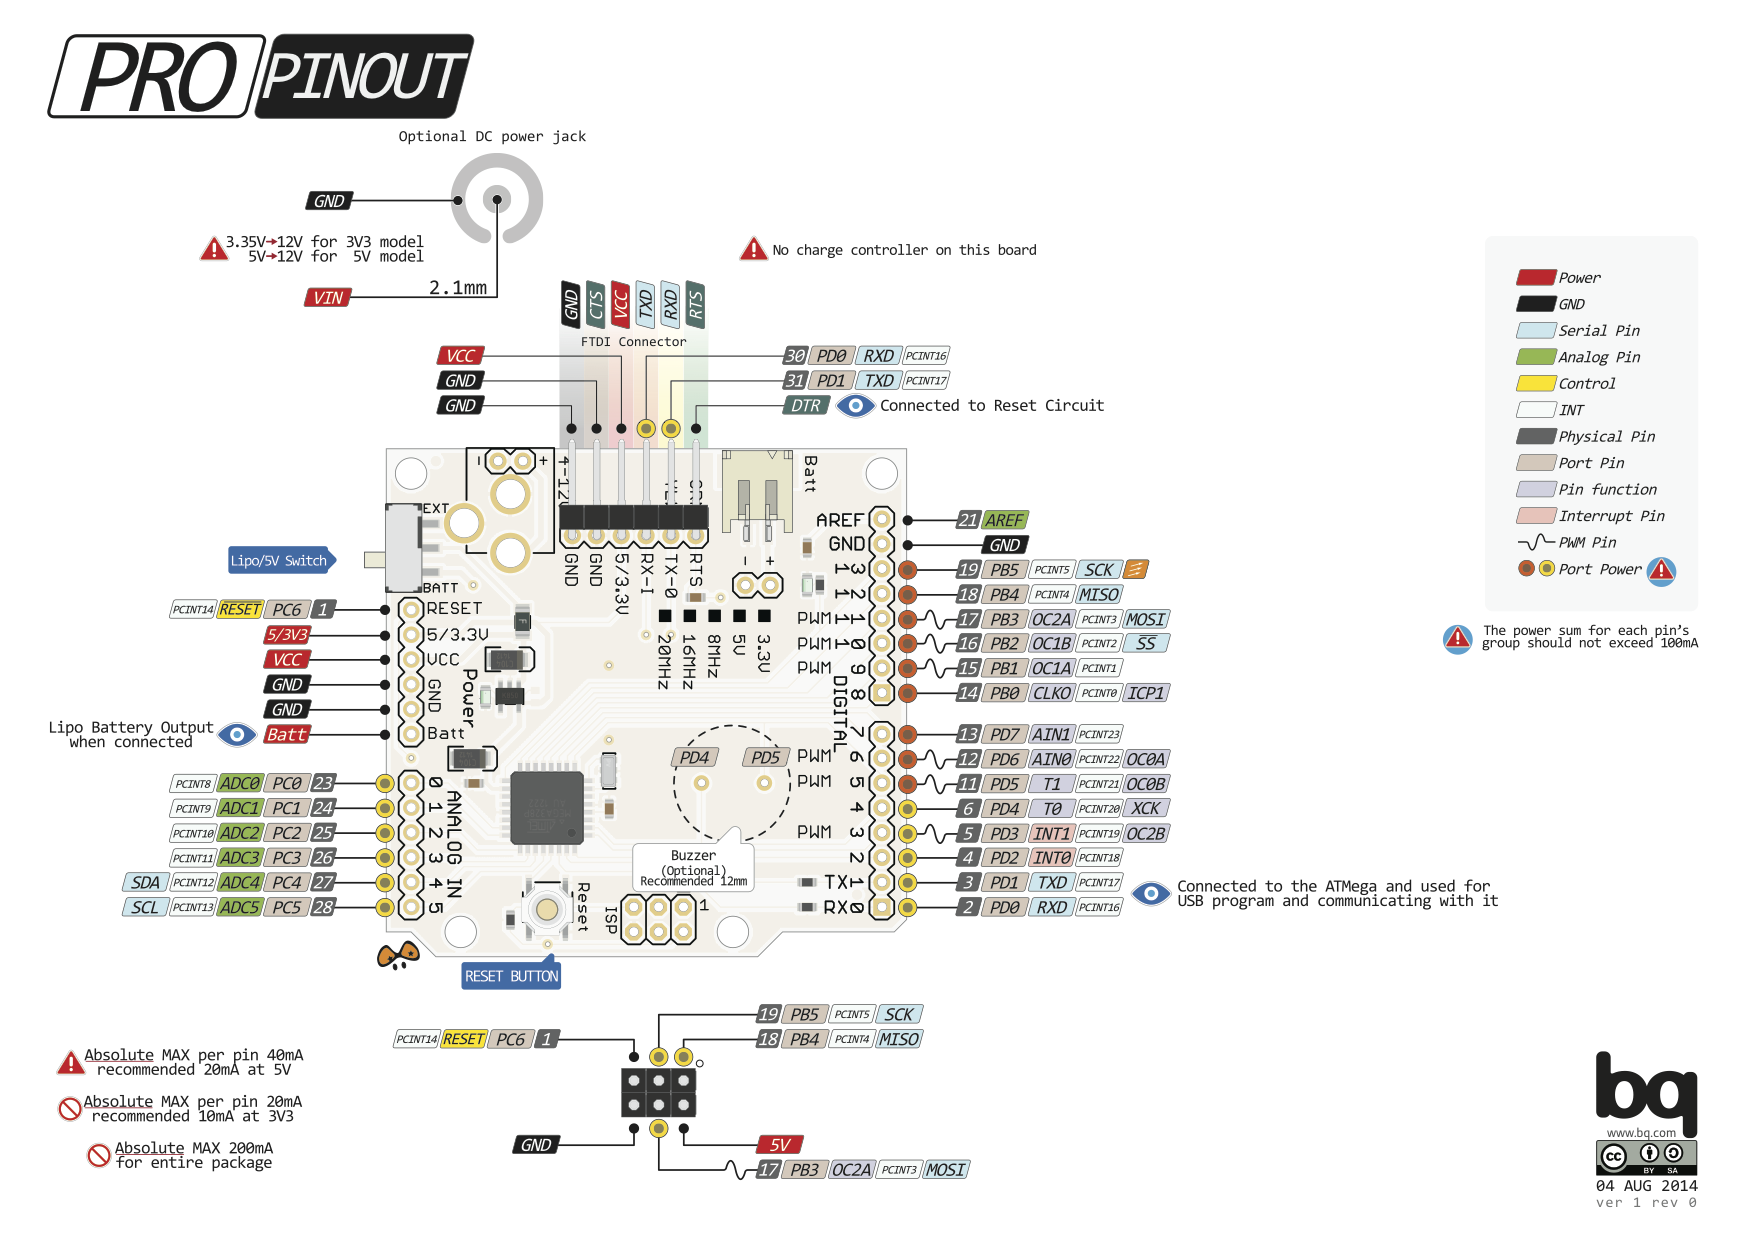 PRO PINOUT
Optional DC power jack
GND
3.35V→12V for 3V3 model
5V→12V for 5V model
VIN
2.1mm
No charge controller on this board
GND CTS VCC TXD RXD RTS
FTDI Connector
VCC
GND
GND
30 PD0 RXD PCINT16
31 PD1 TXD PCINT17
DTR Connected to Reset Circuit
Power
GND
Serial Pin
Analog Pin
Control
INT
Physical Pin
Port Pin
Pin function
Interrupt Pin
PWM Pin
Port Power
The power sum for each pin's
group should not exceed 100mA
Lipo/5V Switch
PCINT14 RESET PC6 1
5/3V3
VCC
GND
GND
Lipo Battery Output
when connected
Batt
PCINT8 ADC0 PC0 23
PCINT9 ADC1 PC1 24
PCINT10 ADC2 PC2 25
PCINT11 ADC3 PC3 26
SDA PCINT12 ADC4 PC4 27
SCL PCINT13 ADC5 PC5 28
- +
4-12V
EXT
BATT
Batt
- +
GND GND 5/3.3V RX-I TX-0 RTS
20MHz 16MHz 8MHz 5V 3.3V
RESET
5/3.3V
VCC
GND
Batt
Power
0
1
2
3
4
5
ANALOG IN
AREF
GND
13
12
PWM 11
PWM 10
PWM 9
8
DIGITAL
7
PWM 6
PWM 5
4
PWM 3
2
TX 1
RX 0
PD4 PD5
Buzzer
(Optional)
Recommended 12mm
Reset
ISP
1
RESET BUTTON
21 AREF
GND
19 PB5 PCINT5 SCK
18 PB4 PCINT4 MISO
17 PB3 OC2A PCINT3 MOSI
16 PB2 OC1B PCINT2 SS
15 PB1 OC1A PCINT1
14 PB0 CLKO PCINT0 ICP1
13 PD7 AIN1 PCINT23
12 PD6 AIN0 PCINT22 OC0A
11 PD5 T1 PCINT21 OC0B
6 PD4 T0 PCINT20 XCK
5 PD3 INT1 PCINT19 OC2B
4 PD2 INT0 PCINT18
3 PD1 TXD PCINT17
2 PD0 RXD PCINT16
Connected to the ATMega and used for
USB program and communicating with it
PCINT14 RESET PC6 1
19 PB5 PCINT5 SCK
18 PB4 PCINT4 MISO
GND
5V
17 PB3 OC2A PCINT3 MOSI
Absolute MAX per pin 40mA
recommended 20mA at 5V
Absolute MAX per pin 20mA
recommended 10mA at 3V3
Absolute MAX 200mA
for entire package
bq
www.bq.com
cc BY SA
04 AUG 2014
ver 1 rev 0